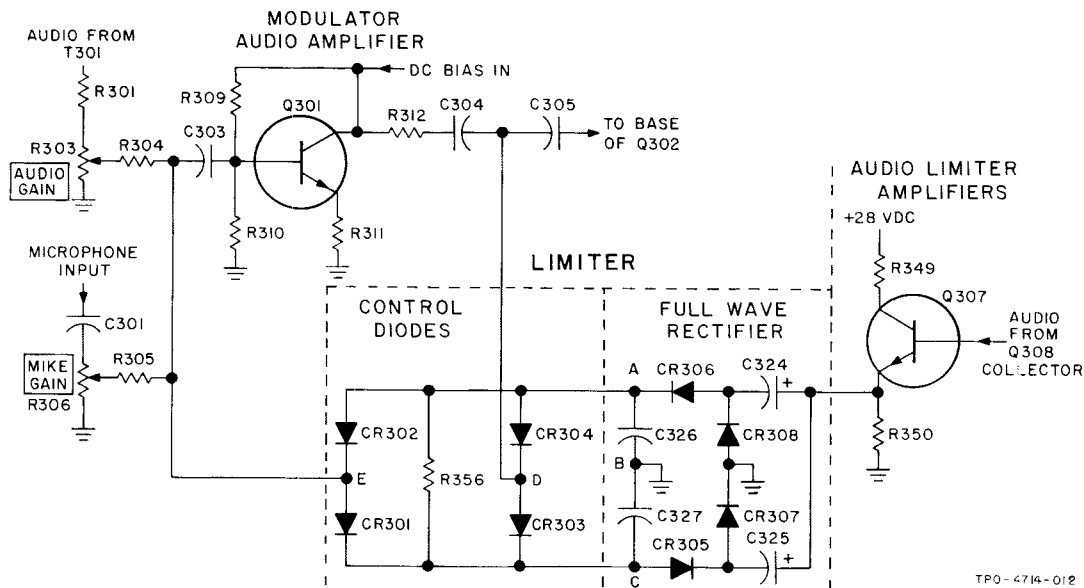 MODULATOR
AUDIO AMPLIFIER
AUDIO FROM
T301
R301
R309
Q301
DC BIAS IN
R303
AUDIO
GAIN
R304
C303
R312
C304
C305
TO BASE
OF Q302
R310
R311
MICROPHONE
INPUT
C301
MIKE
GAIN
R306
R305
AUDIO LIMITER
AMPLIFIERS
+28 VDC
R349
Q307
AUDIO
FROM
Q308
COLLECTOR
R350
LIMITER
CONTROL
DIODES
FULL WAVE
RECTIFIER
A
CR306
C324
+
CR302
CR304
C326
CR308
E
R356
D
B
CR301
CR303
C327
CR307
CR305
C325
+
C
TPO-4714-012